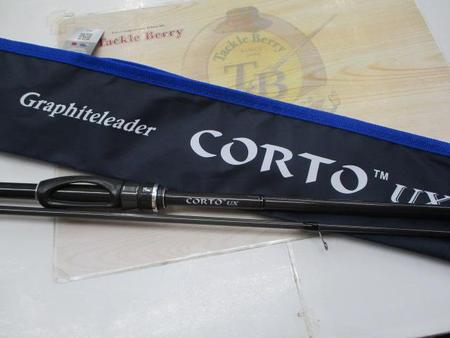 Tackle Berry
Tackle Berry
TB
Graphiteleader
CORTO™ UX
CORTO UX